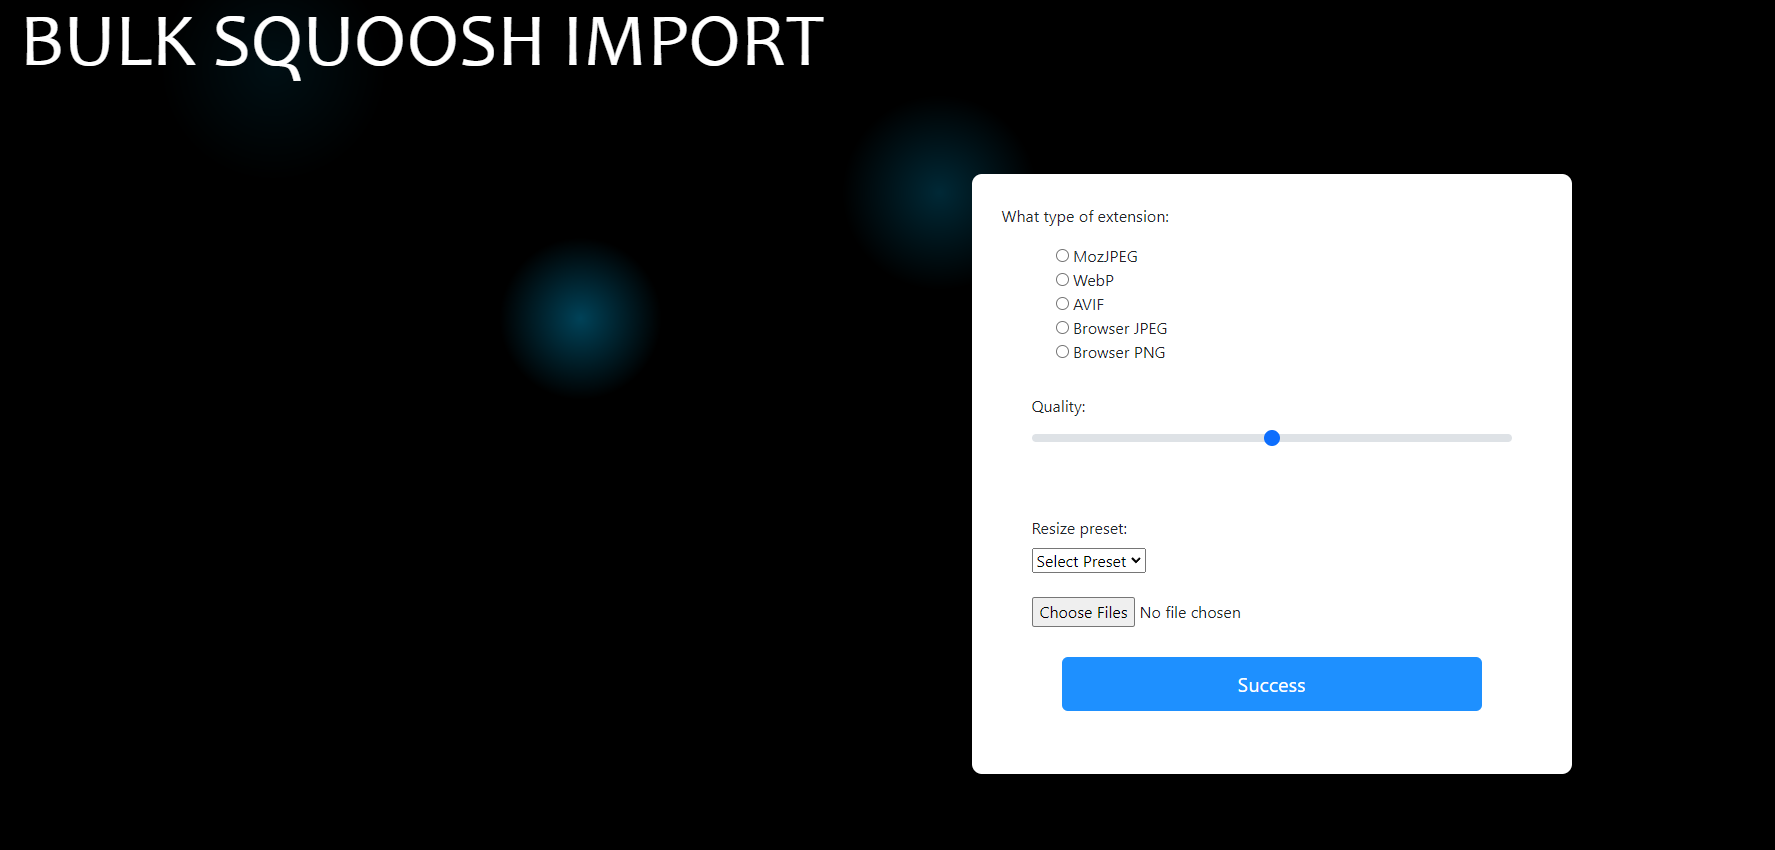 BULK SQUOOSH IMPORT
What type of extension:
MozJPEG
WebP
AVIF
Browser JPEG
Browser PNG
Quality:
Resize preset:
Select Preset
Choose Files No file chosen
Success